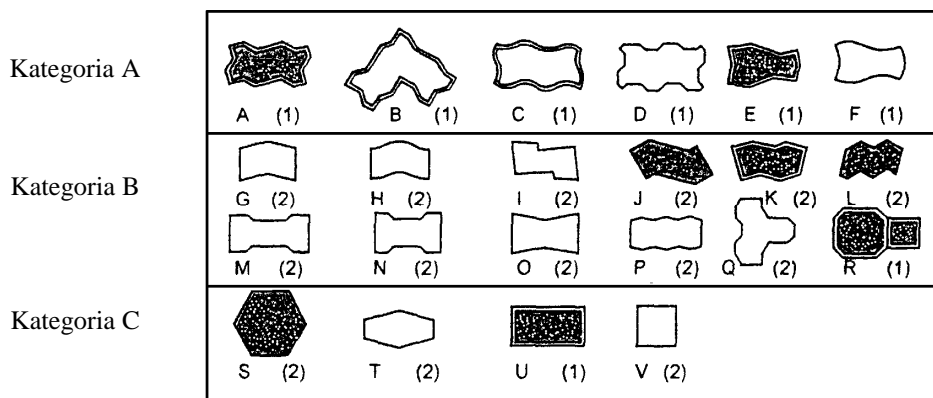 Kategoria A
A (1) B (1) C (1) D (1) E (1) F (1)
Kategoria B
G (2) H (2) I (2) J (2) K (2) L (2)
M (2) N (2) O (2) P (2) Q (2) R (1)
Kategoria C
S (2) T (2) U (1) V (2)